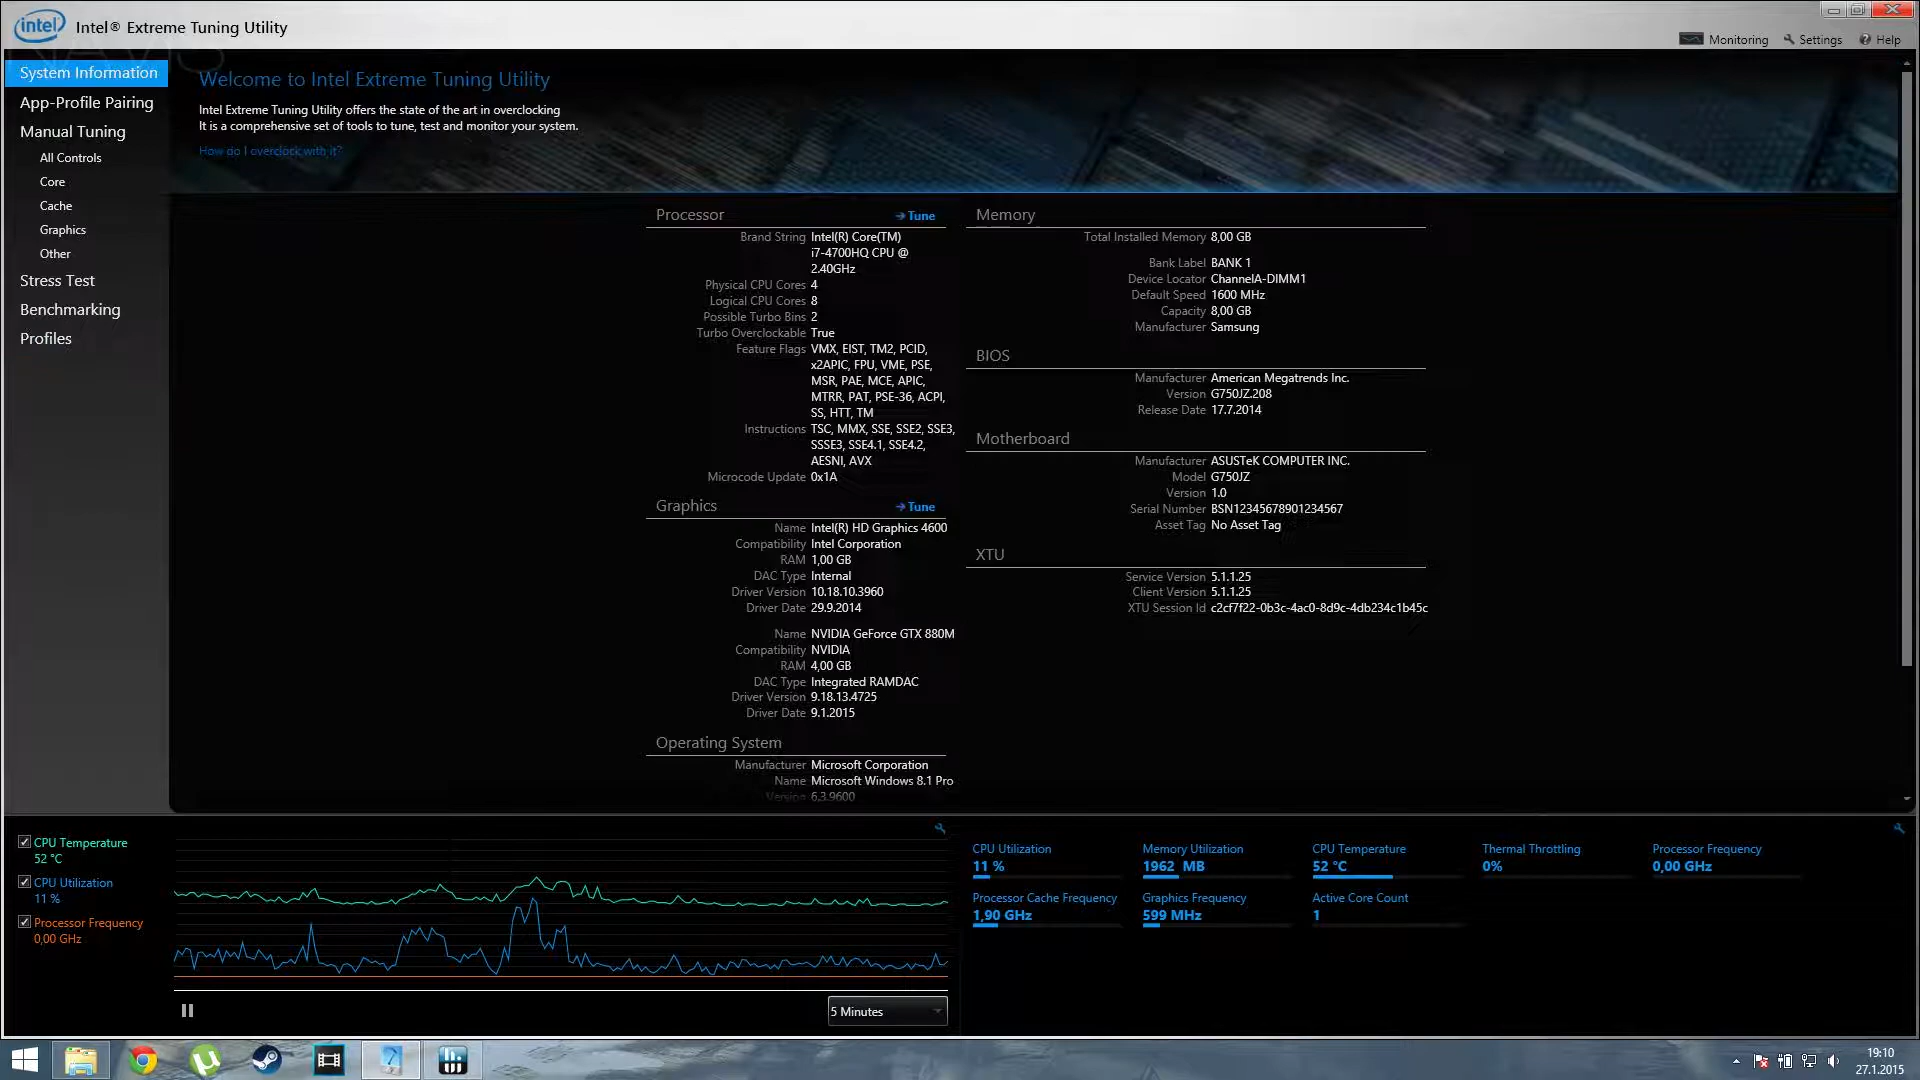 intel
Intel® Extreme Tuning Utility
Monitoring
Settings
Help
System Information
App-Profile Pairing
Manual Tuning
All Controls
Core
Cache
Graphics
Other
Stress Test
Benchmarking
Profiles
Welcome to Intel Extreme Tuning Utility
Intel Extreme Tuning Utility offers the state of the art in overclocking
It is a comprehensive set of tools to tune, test and monitor your system.
How do I overclock with it?
Processor
Tune
Brand String Intel(R) Core(TM)
i7-4700HQ CPU @
2.40GHz
Physical CPU Cores 4
Logical CPU Cores 8
Possible Turbo Bins 2
Turbo Overclockable True
Feature Flags VMX, EIST, TM2, PCID,
x2APIC, FPU, VME, PSE,
MSR, PAE, MCE, APIC,
MTRR, PAT, PSE-36, ACPI,
SS, HTT, TM
Instructions TSC, MMX, SSE, SSE2, SSE3,
SSSE3, SSE4.1, SSE4.2,
AESNI, AVX
Microcode Update 0x1A
Graphics
Tune
Name Intel(R) HD Graphics 4600
Compatibility Intel Corporation
RAM 1,00 GB
DAC Type Internal
Driver Version 10.18.10.3960
Driver Date 29.9.2014
Name NVIDIA GeForce GTX 880M
Compatibility NVIDIA
RAM 4,00 GB
DAC Type Integrated RAMDAC
Driver Version 9.18.13.4725
Driver Date 9.1.2015
Operating System
Manufacturer Microsoft Corporation
Name Microsoft Windows 8.1 Pro
Version 6.3.9600
Memory
Total Installed Memory 8,00 GB
Bank Label BANK 1
Device Locator ChannelA-DIMM1
Default Speed 1600 MHz
Capacity 8,00 GB
Manufacturer Samsung
BIOS
Manufacturer American Megatrends Inc.
Version G750JZ.208
Release Date 17.7.2014
Motherboard
Manufacturer ASUSTeK COMPUTER INC.
Model G750JZ
Version 1.0
Serial Number BSN12345678901234567
Asset Tag No Asset Tag
XTU
Service Version 5.1.1.25
Client Version 5.1.1.25
XTU Session Id c2cf7f22-0b3c-4ac0-8d9c-4db234c1b45c
CPU Temperature
52 °C
CPU Utilization
11 %
Processor Frequency
0,00 GHz
5 Minutes
CPU Utilization
11 %
Memory Utilization
1962 MB
CPU Temperature
52 °C
Thermal Throttling
0%
Processor Frequency
0,00 GHz
Processor Cache Frequency
1,90 GHz
Graphics Frequency
599 MHz
Active Core Count
1
19:10
27.1.2015